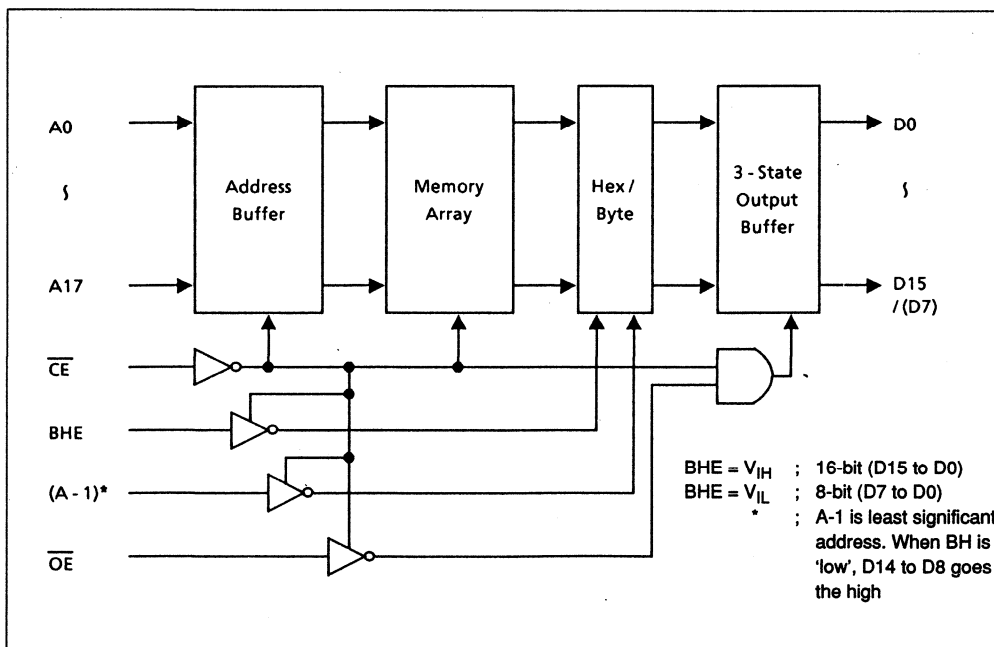 A0
∫
A17
Address
Buffer
Memory
Array
Hex /
Byte
3 - State
Output
Buffer
D0
∫
D15
/ (D7)
C̅E̅
BHE
(A - 1)*
O̅E̅
BHE = VIH ; 16-bit (D15 to D0)
BHE = VIL ; 8-bit (D7 to D0)
* ; A-1 is least significant
address. When BH is
'low', D14 to D8 goes
the high